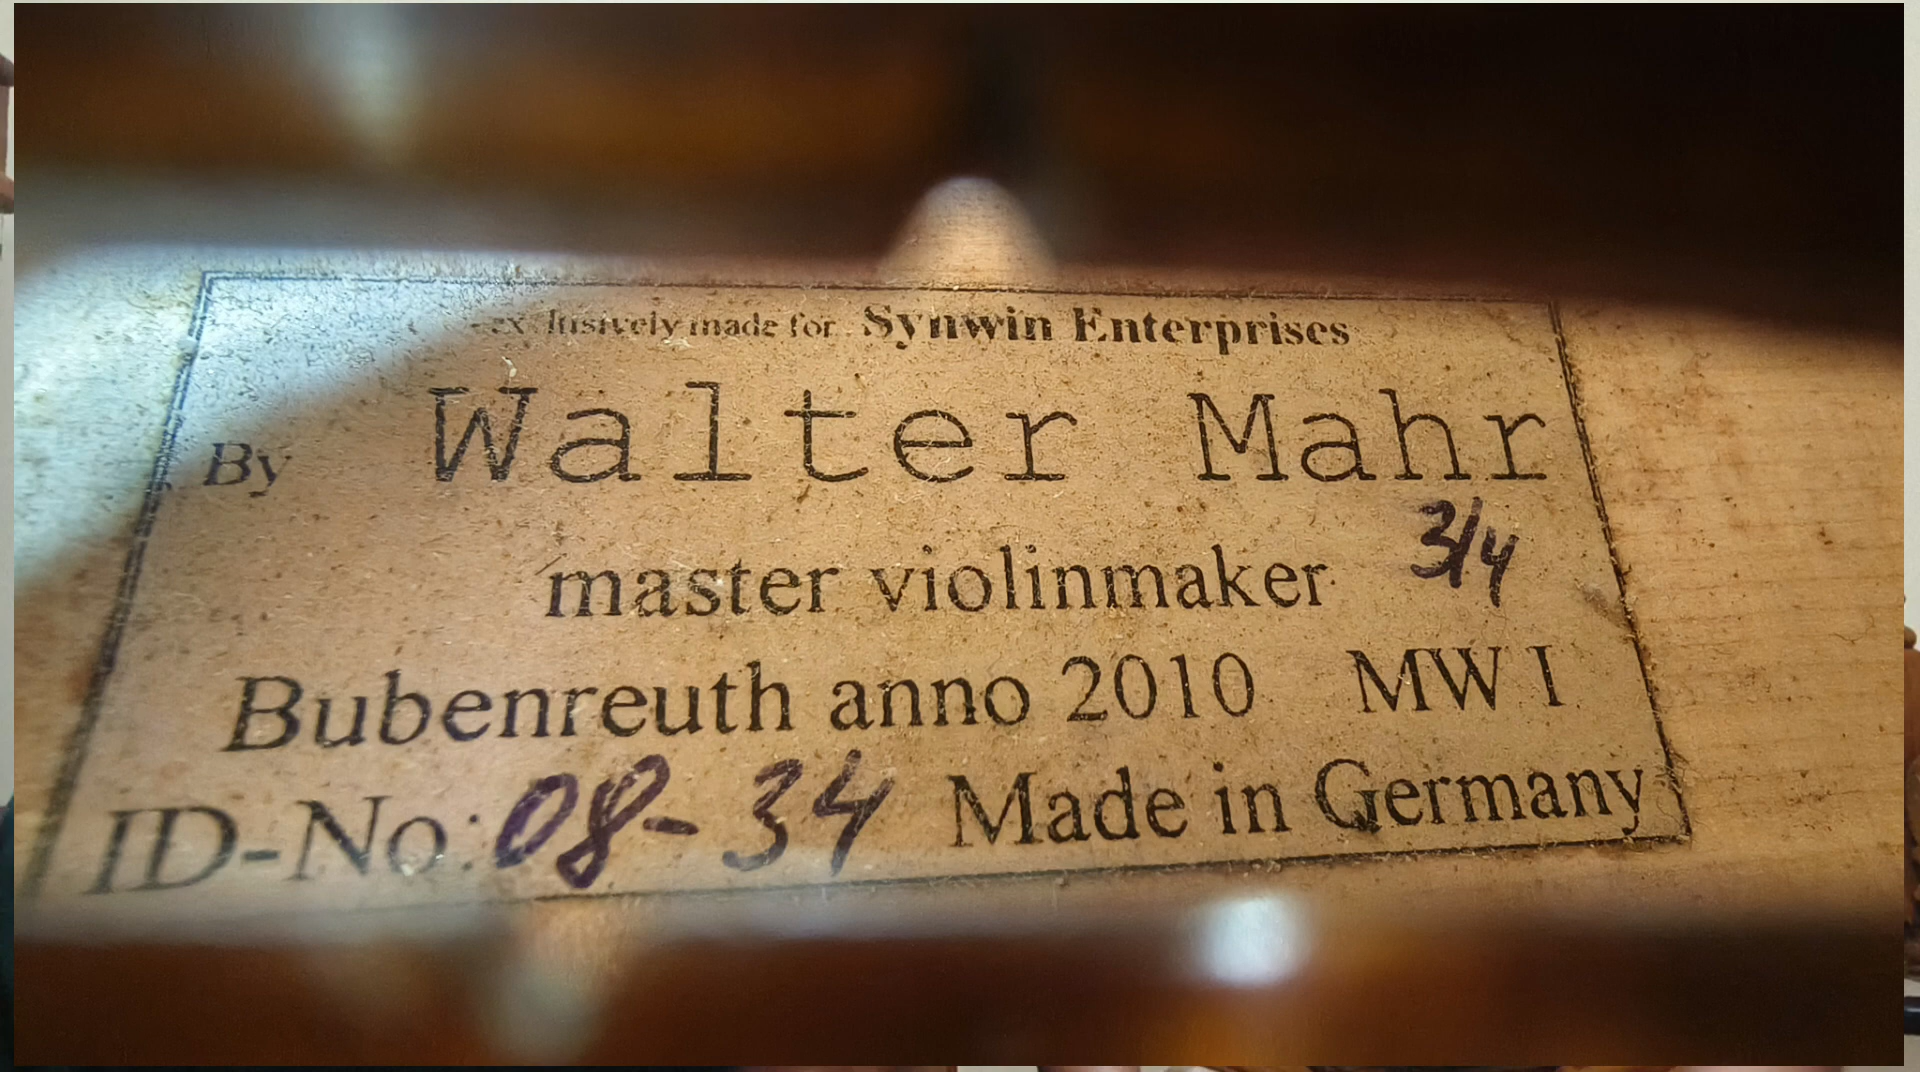 exclusively made for Synwin Enterprises
By Walter Mahr
3/4
master violinmaker
Bubenreuth anno 2010 MW I
ID-No: 08-34 Made in Germany